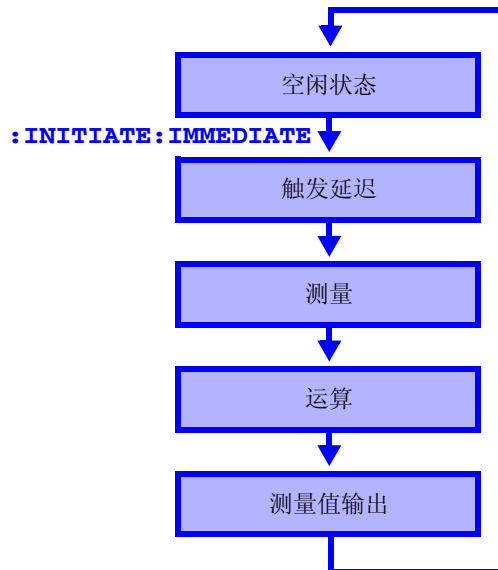 空闲状态
:INITIATE:IMMEDIATE
触发延迟
测量
运算
测量值输出